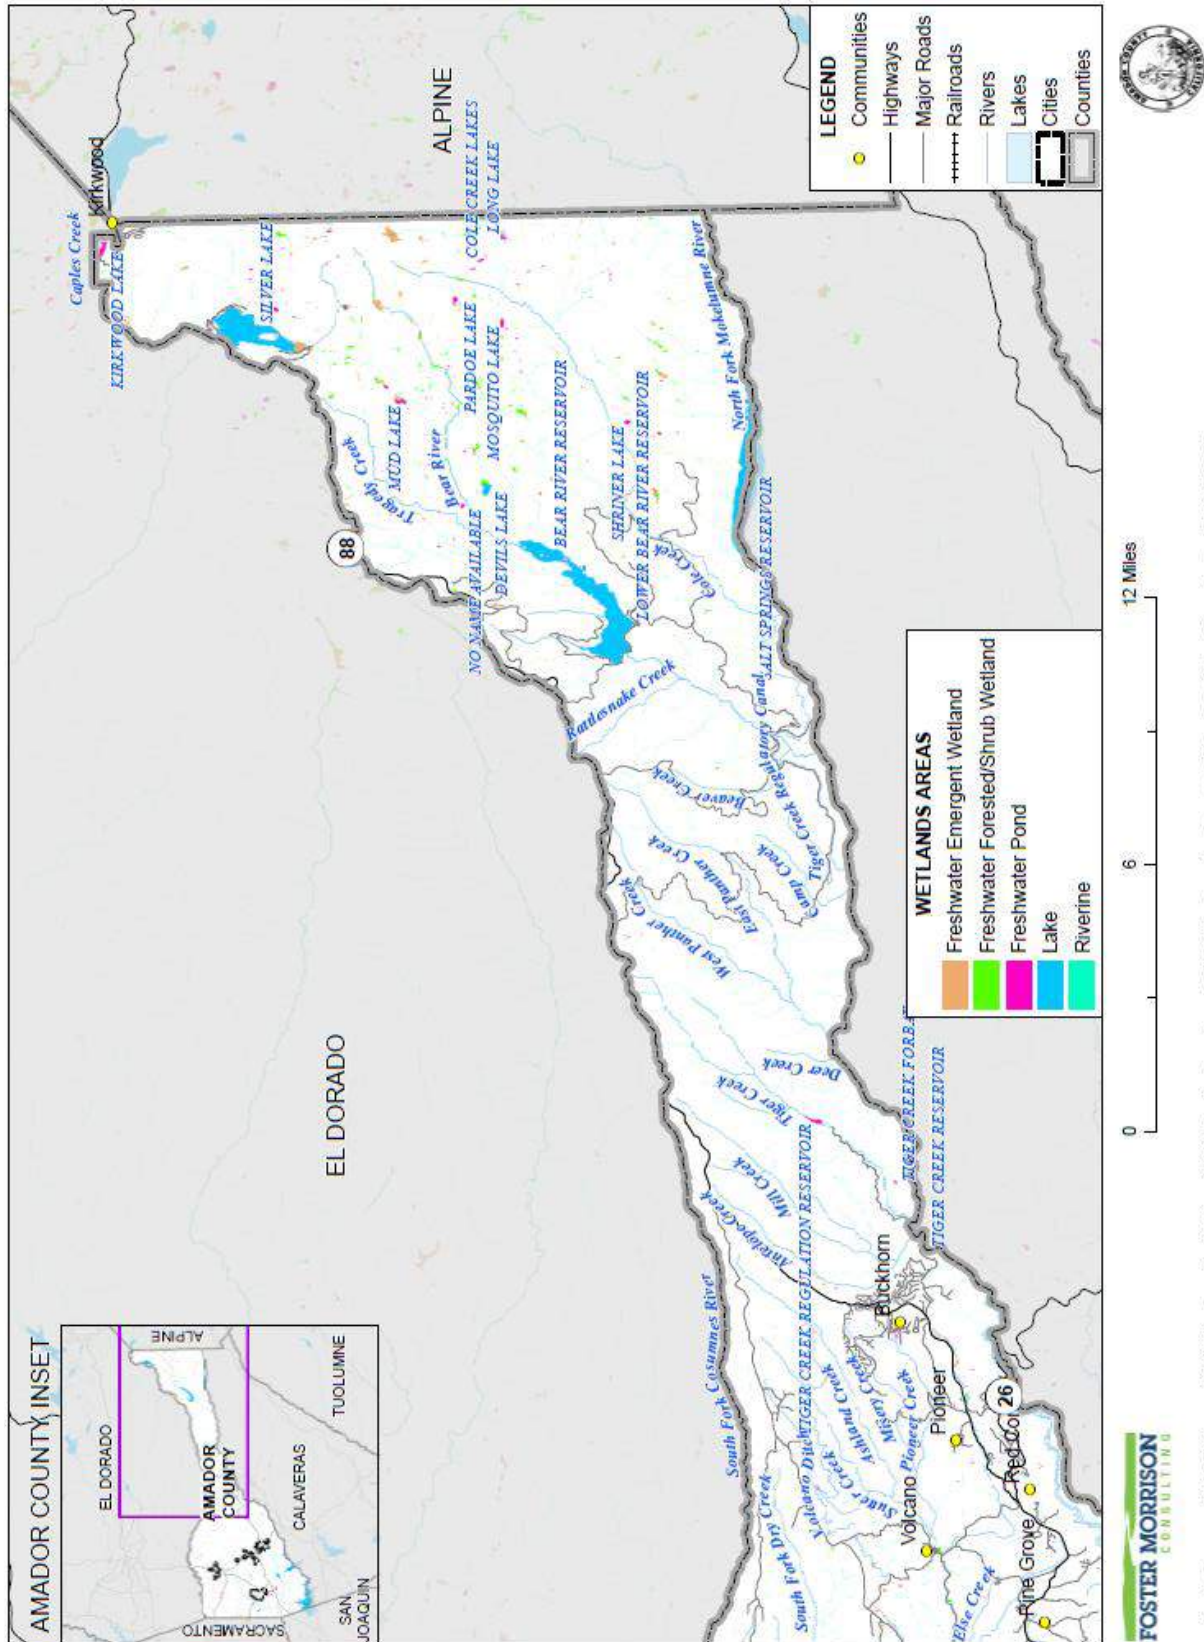 AMADOR COUNTY INSET
EL DORADO
ALPINE
AMADOR
COUNTY
SACRAMENTO
CALAVERAS
SAN
JOAQUIN
TUOLUMNE
EL DORADO
ALPINE
Caples Creek
Kirkwood
KIRKWOOD LAKE
SILVER LAKE
COLE CREEK LAKES
LONG LAKE
88
Tragedy Creek
MUD LAKE
Bear River
PARDOE LAKE
MOSQUITO LAKE
NO NAME AVAILABLE
DEVILS LAKE
BEAR RIVER RESERVOIR
SHRINER LAKE
LOWER BEAR RIVER RESERVOIR
North Fork Mokelumne River
Cole Creek
SALT SPRINGS RESERVOIR
Rattlesnake Creek
Beaver Creek
Tiger Creek Regulatory Canal
East Panther Creek
Camp Creek
West Panther Creek
Deer Creek
Tiger Creek
Mill Creek
Antelope Creek
TIGER CREEK REGULATION RESERVOIR
TIGER CREEK FORBA
TIGER CREEK RESERVOIR
South Fork Cosumnes River
Buckhorn
Volcano Ditch
Ashland Creek
Misery Creek
Pioneer Creek
Sutter Creek
South Fork Dry Creek
Pioneer
Volcano
26
Red Cor
Pine Grove
Else Creek
LEGEND
Communities
Highways
Major Roads
Railroads
Rivers
Lakes
Cities
Counties
WETLANDS AREAS
Freshwater Emergent Wetland
Freshwater Forested/Shrub Wetland
Freshwater Pond
Lake
Riverine
0 6 12 Miles
FOSTER MORRISON
CONSULTING